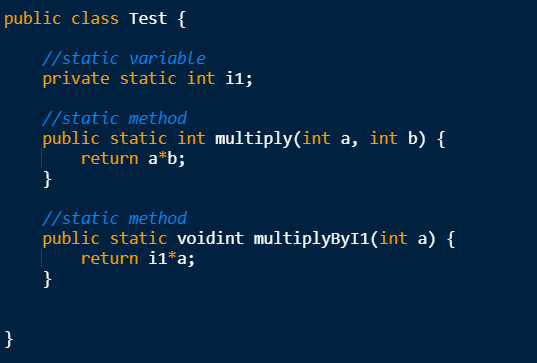 public class Test {
//static variable
private static int i1;
//static method
public static int multiply(int a, int b) {
return a*b;
}
//static method
public static voidint multiplyByI1(int a) {
return i1*a;
}
}